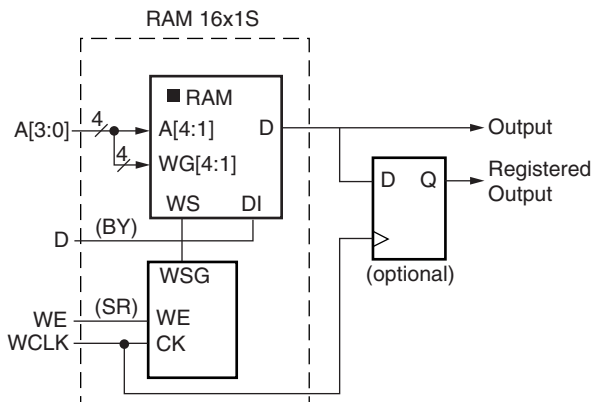 RAM 16x1S
RAM
A[3:0]
4
A[4:1]
D
Output
4
WG[4:1]
D
Q
Registered
Output
WS
DI
D
(BY)
(optional)
WSG
WE
(SR)
WE
WCLK
CK